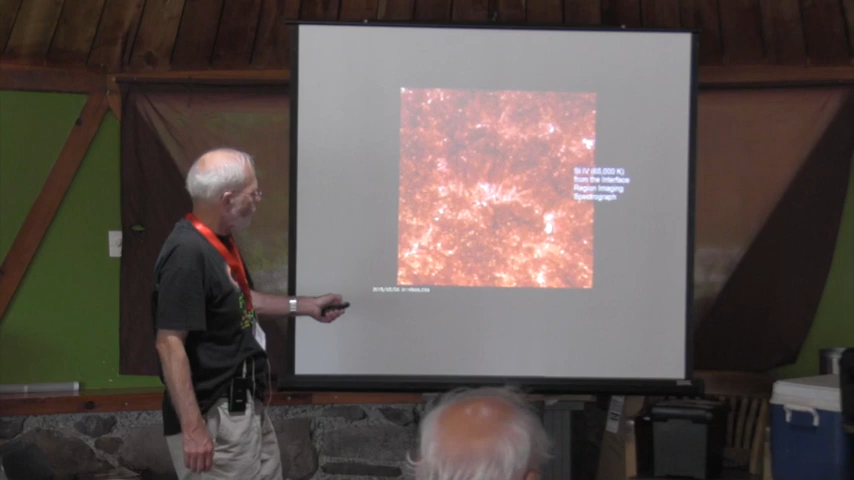 Si IV (65,000 K)
from the Interface
Region Imaging
Spectrograph